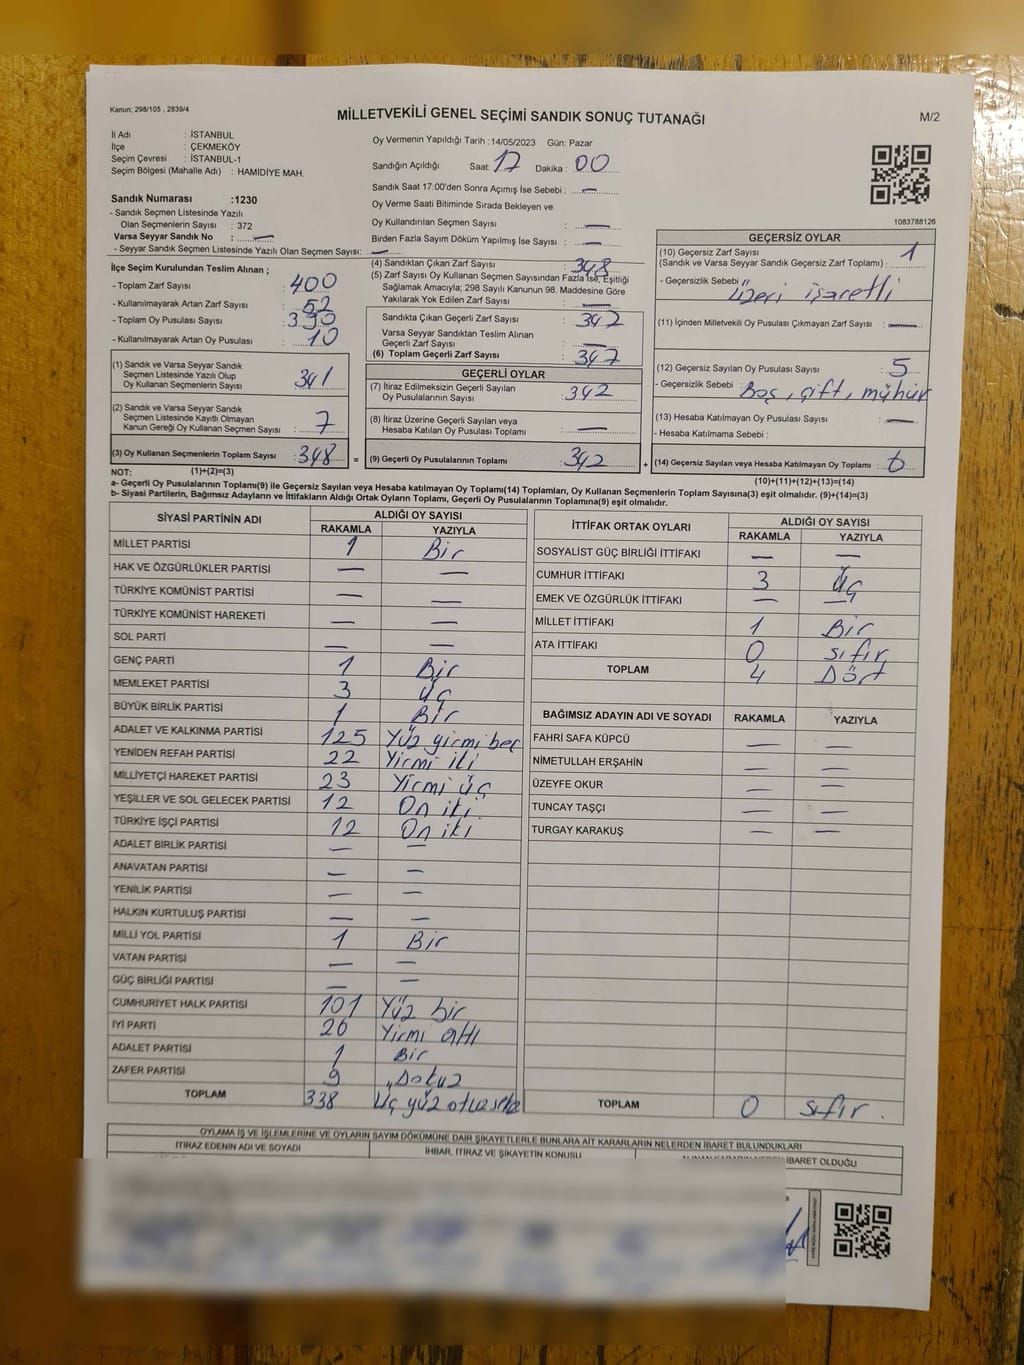 Kanun; 298/105 , 2839/4
MİLLETVEKİLİ GENEL SEÇİMİ SANDIK SONUÇ TUTANAĞI
M/2
İl Adı : İSTANBUL
İlçe : ÇEKMEKÖY
Seçim Çevresi : İSTANBUL-1
Seçim Bölgesi (Mahalle Adı) : HAMİDİYE MAH.
Oy Vermenin Yapıldığı Tarih :14/05/2023 Gün: Pazar
Sandığın Açıldığı Saat: 17 Dakika : 00
Sandık Saat 17:00'den Sonra Açımış İse Sebebi : —
Oy Verme Saati Bitiminde Sırada Bekleyen ve
Oy Kullandırılan Seçmen Sayısı : —
Birden Fazla Sayım Döküm Yapılmış İse Sayısı : —
1083788126
Sandık Numarası :1230
- Sandık Seçmen Listesinde Yazılı
Olan Seçmenlerin Sayısı : 372
Varsa Seyyar Sandık No : —
- Seyyar Sandık Seçmen Listesinde Yazılı Olan Seçmen Sayısı: —
İlçe Seçim Kurulundan Teslim Alınan ;
- Toplam Zarf Sayısı : 400
- Kullanılmayarak Artan Zarf Sayısı : 52
- Toplam Oy Pusulası Sayısı : 350
- Kullanılmayarak Artan Oy Pusulası : 10
(1) Sandık ve Varsa Seyyar Sandık
Seçmen Listesinde Yazılı Olup
Oy Kullanan Seçmenlerin Sayısı : 341
(2) Sandık ve Varsa Seyyar Sandık
Seçmen Listesinde Kayıtlı Olmayan
Kanun Gereği Oy Kullanan Seçmen Sayısı : 7
(3) Oy Kullanan Seçmenlerin Toplam Sayısı : 348
(4) Sandıktan Çıkan Zarf Sayısı : 348
(5) Zarf Sayısı Oy Kullanan Seçmen Sayısından Fazla İse, Eşitliği
Sağlamak Amacıyla; 298 Sayılı Kanunun 98. Maddesine Göre
Yakılarak Yok Edilen Zarf Sayısı : —
Sandıkta Çıkan Geçerli Zarf Sayısı : 347
Varsa Seyyar Sandıktan Teslim Alınan
Geçerli Zarf Sayısı : —
(6) Toplam Geçerli Zarf Sayısı : 347
GEÇERLİ OYLAR
(7) İtiraz Edilmeksizin Geçerli Sayılan
Oy Pusulalarının Sayısı : 342
(8) İtiraz Üzerine Geçerli Sayılan veya
Hesaba Katılan Oy Pusulası Toplamı : —
= (9) Geçerli Oy Pusulalarının Toplamı : 342
GEÇERSİZ OYLAR
(10) Geçersiz Zarf Sayısı : 1
(Sandık ve Varsa Seyyar Sandık Geçersiz Zarf Toplamı)
- Geçersizlik Sebebi : Üzeri işaretli
(11) İçinden Milletvekili Oy Pusulası Çıkmayan Zarf Sayısı : —
(12) Geçersiz Sayılan Oy Pusulası Sayısı : 5
- Geçersizlik Sebebi : Boş, çift, mühür
(13) Hesaba Katılmayan Oy Pusulası Sayısı : —
- Hesaba Katılmama Sebebi :
+ (14) Geçersiz Sayılan veya Hesaba Katılmayan Oy Toplamı : 6
NOT: (1)+(2)=(3)
(10)+(11)+(12)+(13)=(14)
a- Geçerli Oy Pusulalarının Toplamı(9) ile Geçersiz Sayılan veya Hesaba Katılmayan Oy Toplamı(14) Toplamları, Oy Kullanan Seçmenlerin Toplam Sayısına(3) eşit olmalıdır. (9)+(14)=(3)
b- Siyasi Partilerin, Bağımsız Adayların ve İttifakların Aldığı Ortak Oyların Toplamı, Geçerli Oy Pusulalarının Toplamına(9) eşit olmalıdır.
SİYASİ PARTİNİN ADI ALDIĞI OY SAYISI
RAKAMLA YAZIYLA
MİLLET PARTİSİ 1 Bir
HAK VE ÖZGÜRLÜKLER PARTİSİ — —
TÜRKİYE KOMÜNİST PARTİSİ — —
TÜRKİYE KOMÜNİST HAREKETİ — —
SOL PARTİ — —
GENÇ PARTİ 1 Bir
MEMLEKET PARTİSİ 3 Üç
BÜYÜK BİRLİK PARTİSİ 1 Bir
ADALET VE KALKINMA PARTİSİ 125 Yüz yirmi beş
YENİDEN REFAH PARTİSİ 22 Yirmi iki
MİLLİYETÇİ HAREKET PARTİSİ 23 Yirmi üç
YEŞİLLER VE SOL GELECEK PARTİSİ 12 On iki
TÜRKİYE İŞÇİ PARTİSİ 12 On iki
ADALET BİRLİK PARTİSİ — —
ANAVATAN PARTİSİ — —
YENİLİK PARTİSİ — —
HALKIN KURTULUŞ PARTİSİ — —
MİLLİ YOL PARTİSİ 1 Bir
VATAN PARTİSİ — —
GÜÇ BİRLİĞİ PARTİSİ — —
CUMHURİYET HALK PARTİSİ 101 Yüz bir
İYİ PARTİ 26 Yirmi altı
ADALET PARTİSİ 1 Bir
ZAFER PARTİSİ 9 Dokuz
TOPLAM 338 Üç yüz otuz sekiz
İTTİFAK ORTAK OYLARI ALDIĞI OY SAYISI
RAKAMLA YAZIYLA
SOSYALİST GÜÇ BİRLİĞİ İTTİFAKI — —
CUMHUR İTTİFAKI 3 Üç
EMEK VE ÖZGÜRLÜK İTTİFAKI — —
MİLLET İTTİFAKI 1 Bir
ATA İTTİFAKI 0 sıfır
TOPLAM 4 Dört
BAĞIMSIZ ADAYIN ADI VE SOYADI RAKAMLA YAZIYLA
FAHRİ SAFA KÜPCÜ — —
NİMETULLAH ERŞAHİN — —
ÜZEYFE OKUR — —
TUNCAY TAŞÇI — —
TURGAY KARAKUŞ — —
TOPLAM 0 sıfır.
OYLAMA İŞ VE İŞLEMLERİNE VE OYLARIN SAYIM DÖKÜMÜNE DAİR ŞİKAYETLERLE BUNLARA AİT KARARLARIN NELERDEN İBARET BULUNDUKLARI
İTİRAZ EDENİN ADI VE SOYADI İHBAR, İTİRAZ VE ŞİKAYETİN KONUSU ALINAN KARARIN NEDEN İBARET OLDUĞU